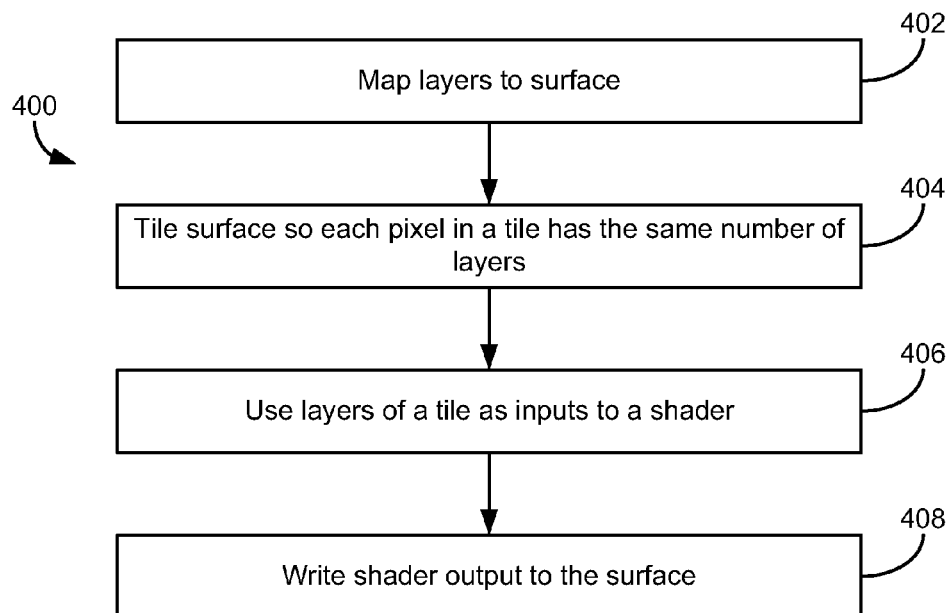 402
Map layers to surface
400
404
Tile surface so each pixel in a tile has the same number of
layers
406
Use layers of a tile as inputs to a shader
408
Write shader output to the surface